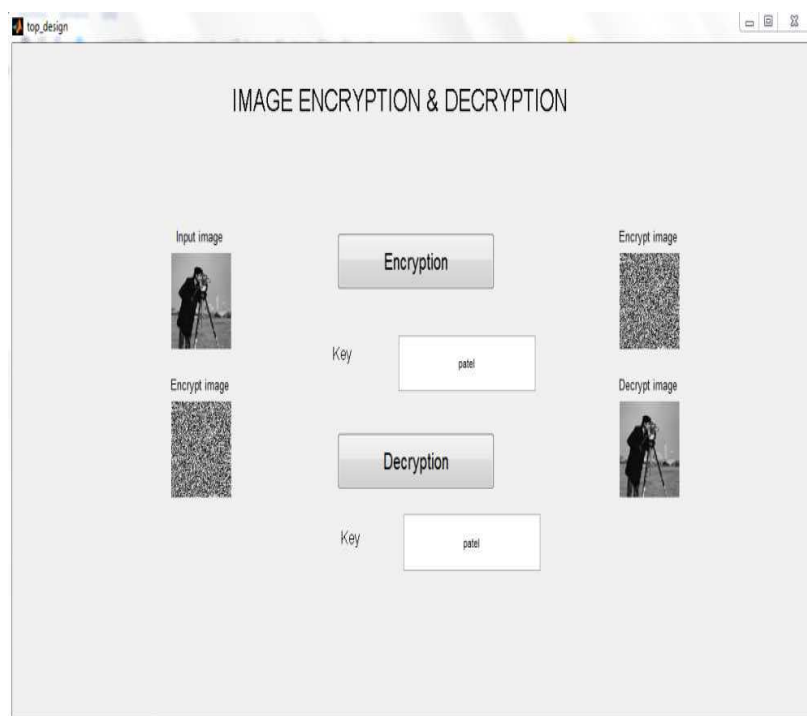 top_design
IMAGE ENCRYPTION & DECRYPTION
Input image
Encryption
Encrypt image
Key
patel
Encrypt image
Decrypt image
Decryption
Key
patel